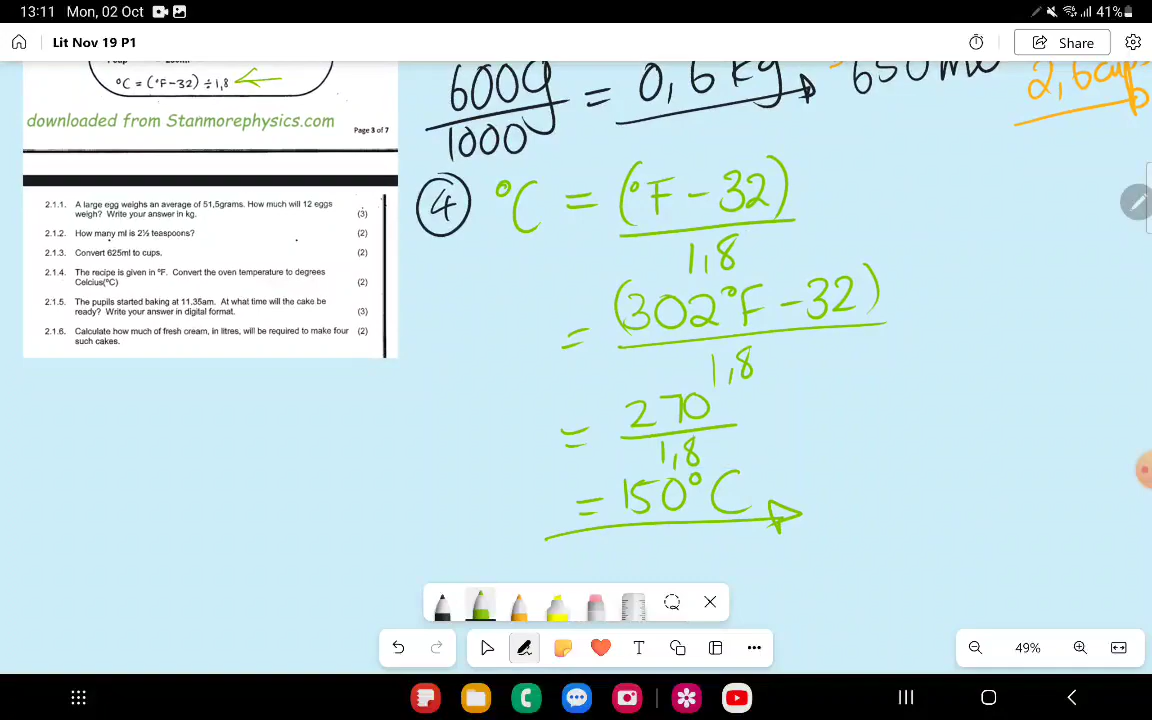 13:11 Mon, 02 Oct 41%
Lit Nov 19 P1
Share
°C = (°F-32) ÷ 1,8
downloaded from Stanmorephysics.com
Page 3 of 7
2.1.1. A large egg weighs an average of 51,5grams. How much will 12 eggs
weigh? Write your answer in kg. (3)
2.1.2. How many ml is 2½ teaspoons? (2)
2.1.3. Convert 625ml to cups. (2)
2.1.4. The recipe is given in ºF. Convert the oven temperature to degrees
Celcius(ºC) (2)
2.1.5. The pupils started baking at 11.35am. At what time will the cake be
ready? Write your answer in digital format. (3)
2.1.6. Calculate how much of fresh cream, in litres, will be required to make four (2)
such cakes.
600g
1000
= 0,6 kg
650ml
2,6cups
4
°C = (°F - 32)
1,8
= (302°F - 32)
1,8
= 270
1,8
= 150°C
49%